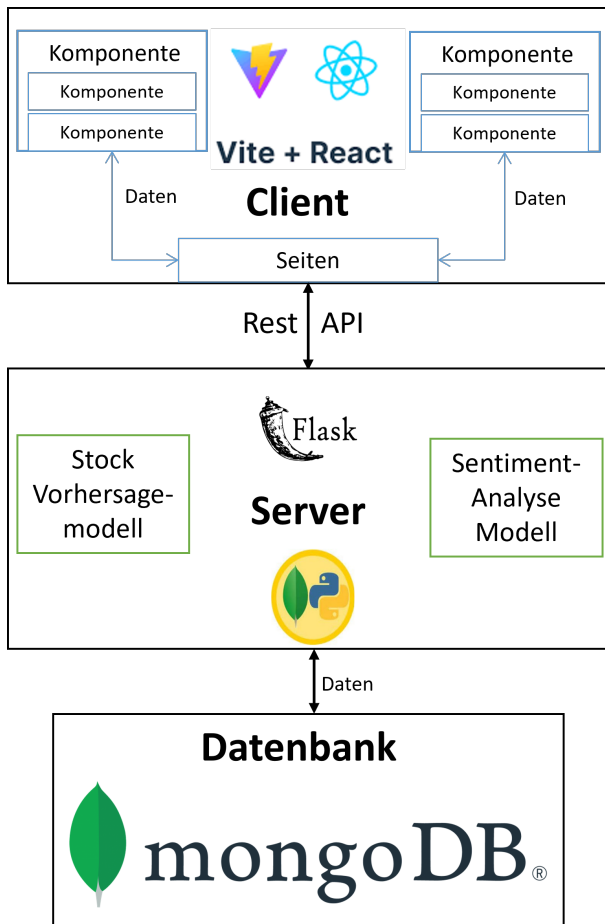 Komponente
Komponente
Komponente
Komponente
Komponente
Komponente
Vite + React
Client
Daten
Daten
Seiten
Rest API
Flask
Stock
Vorhersage-
modell
Server
Sentiment-
Analyse
Modell
Daten
Datenbank
mongoDB®